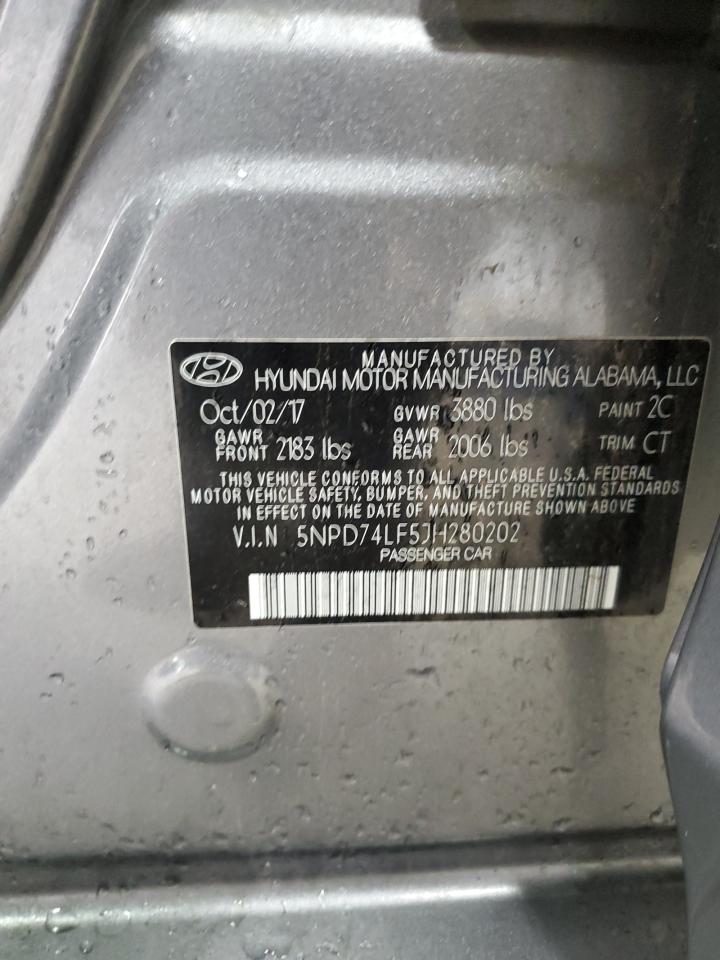 MANUFACTURED BY
HYUNDAI MOTOR MANUFACTURING ALABAMA, LLC
Oct/02/17 GVWR 3880 lbs PAINT 2C
GAWR FRONT 2183 lbs GAWR REAR 2006 lbs TRIM CT
THIS VEHICLE CONFORMS TO ALL APPLICABLE U.S.A. FEDERAL
MOTOR VEHICLE SAFETY, BUMPER, AND THEFT PREVENTION STANDARDS
IN EFFECT ON THE DATE OF MANUFACTURE SHOWN ABOVE
V.I.N 5NPD74LF5JH280202
PASSENGER CAR